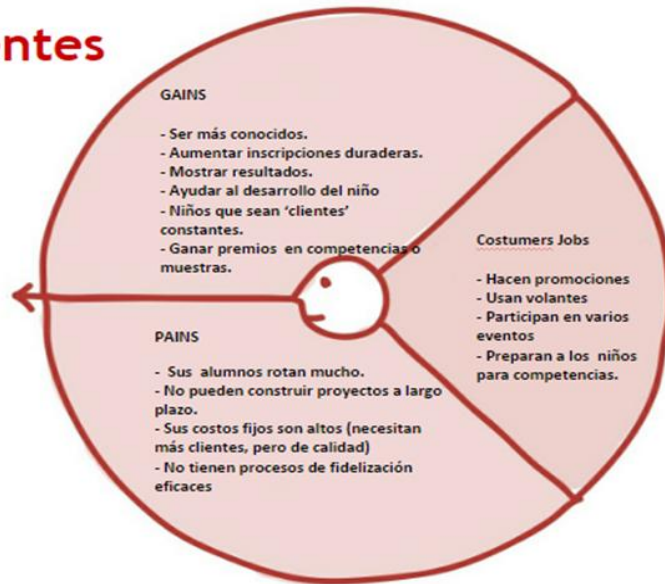 ntes
GAINS
- Ser más conocidos.
- Aumentar inscripciones duraderas.
- Mostrar resultados.
- Ayudar al desarrollo del niño
- Niños que sean ‘clientes’
constantes.
- Ganar premios en competencias o
muestras.
Costumers Jobs
- Hacen promociones
- Usan volantes
- Participan en varios
eventos
- Preparan a los niños
para competencias.
PAINS
- Sus alumnos rotan mucho.
- No pueden construir proyectos a largo
plazo.
- Sus costos fijos son altos (necesitan
más clientes, pero de calidad)
- No tienen procesos de fidelización
eficaces